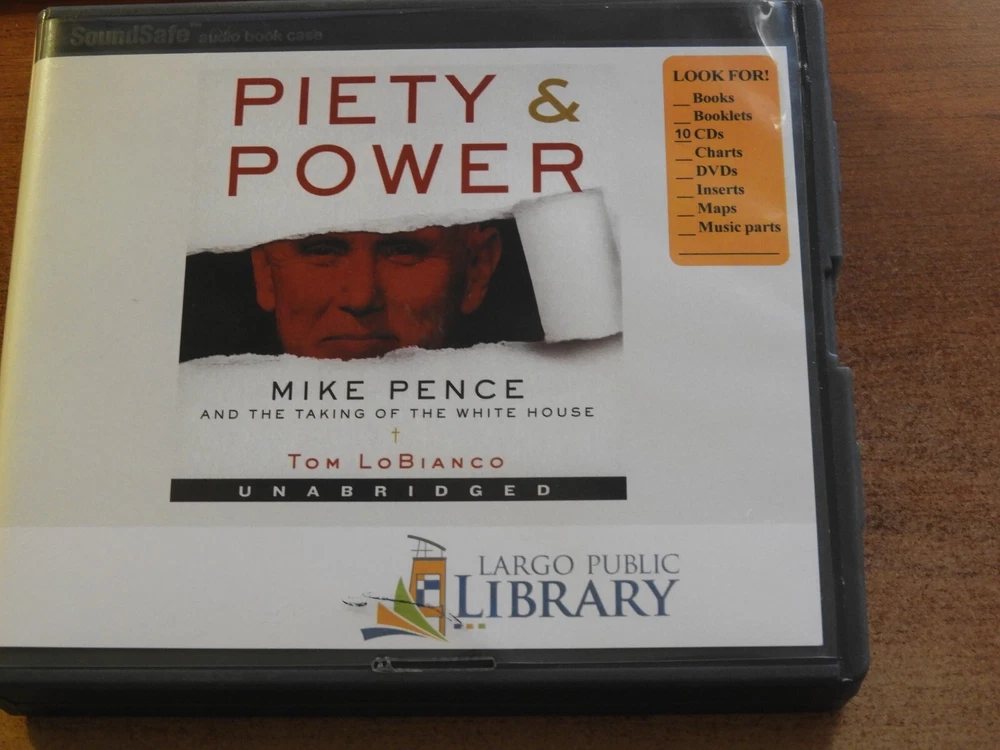 SoundSafe™ audio book case
PIETY &
POWER
MIKE PENCE
AND THE TAKING OF THE WHITE HOUSE
TOM LOBIANCO
UNABRIDGED
LOOK FOR!
__ Books
__ Booklets
10 CDs
__ Charts
__ DVDs
__ Inserts
__ Maps
__ Music parts
LARGO PUBLIC
LIBRARY